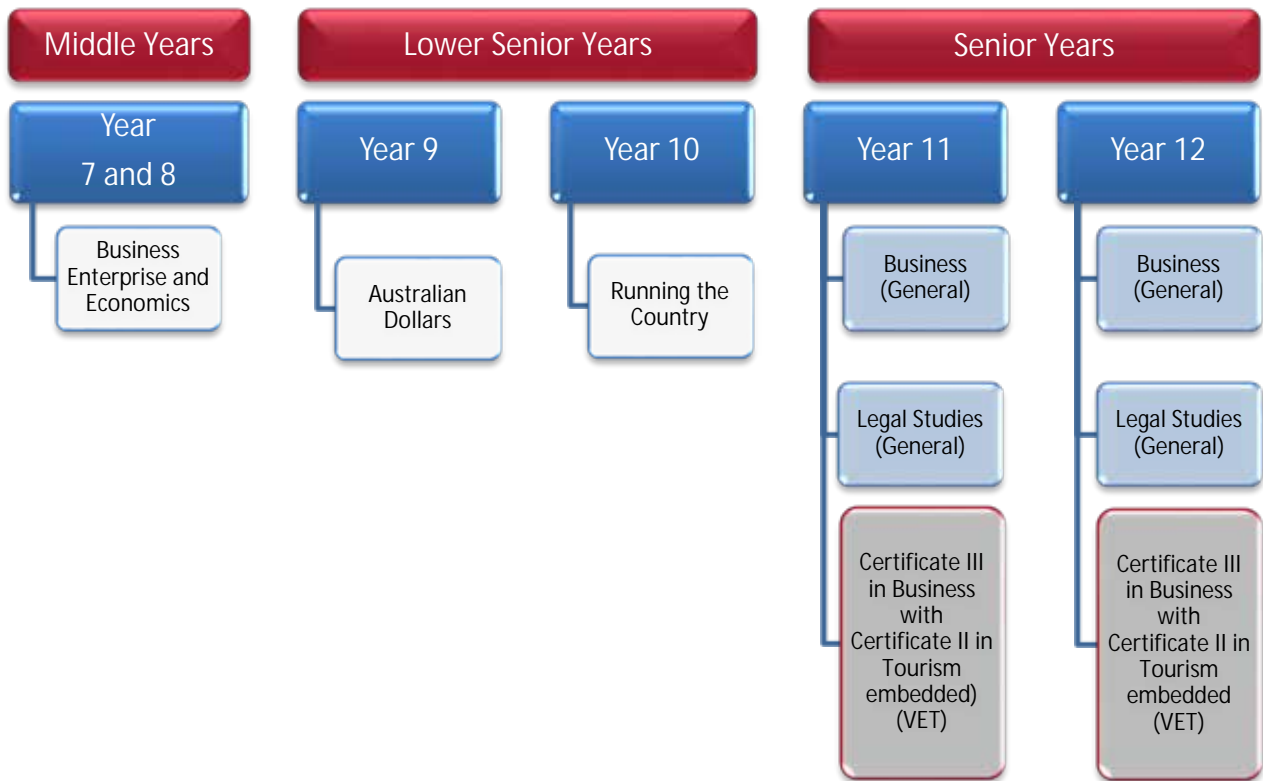 Middle Years
Lower Senior Years
Senior Years
Year
7 and 8
Year 9
Year 10
Year 11
Year 12
Business
Enterprise and
Economics
Australian
Dollars
Running the
Country
Business
(General)
Business
(General)
Legal Studies
(General)
Legal Studies
(General)
Certificate III
in Business
with
Certificate II in
Tourism
embedded)
(VET)
Certificate III
in Business
with
Certificate II in
Tourism
embedded
(VET)